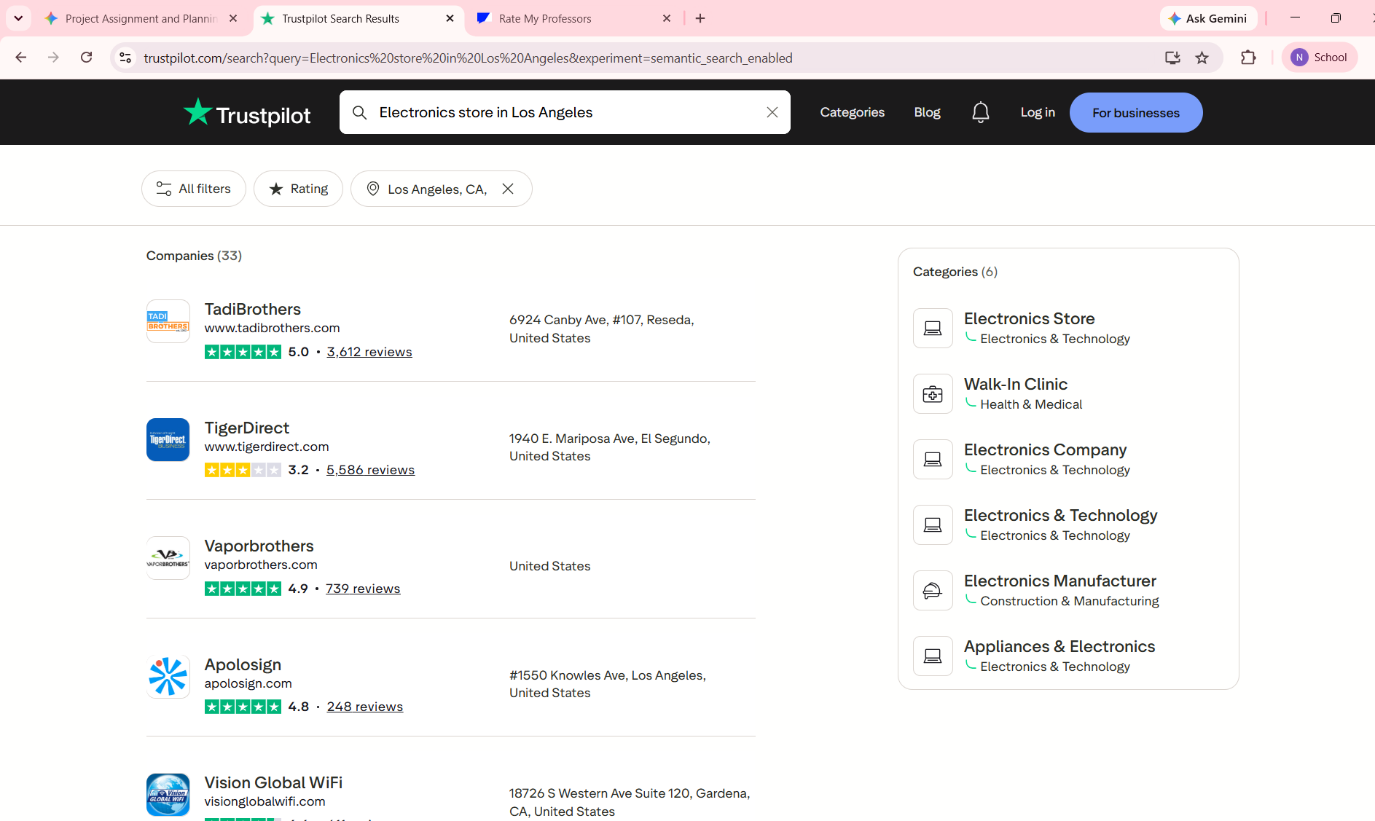 Project Assignment and Plannin
Trustpilot Search Results
Rate My Professors
Ask Gemini
trustpilot.com/search?query=Electronics%20store%20in%20Los%20Angeles&experiment=semantic_search_enabled
N School
Trustpilot
Electronics store in Los Angeles
Categories
Blog
Log in
For businesses
All filters
Rating
Los Angeles, CA,
Companies (33)
TadiBrothers
www.tadibrothers.com
5.0 • 3,612 reviews
6924 Canby Ave, #107, Reseda,
United States
TADI
BROTHERS
TigerDirect
www.tigerdirect.com
3.2 • 5,586 reviews
1940 E. Mariposa Ave, El Segundo,
United States
TigerDirect
Vaporbrothers
vaporbrothers.com
4.9 • 739 reviews
United States
VAPORBROTHERS
Apolosign
apolosign.com
4.8 • 248 reviews
#1550 Knowles Ave, Los Angeles,
United States
Vision Global WiFi
visionglobalwifi.com
18726 S Western Ave Suite 120, Gardena,
CA, United States
Vision
GLOBAL WIFI
Categories (6)
Electronics Store
Electronics & Technology
Walk-In Clinic
Health & Medical
Electronics Company
Electronics & Technology
Electronics & Technology
Electronics & Technology
Electronics Manufacturer
Construction & Manufacturing
Appliances & Electronics
Electronics & Technology